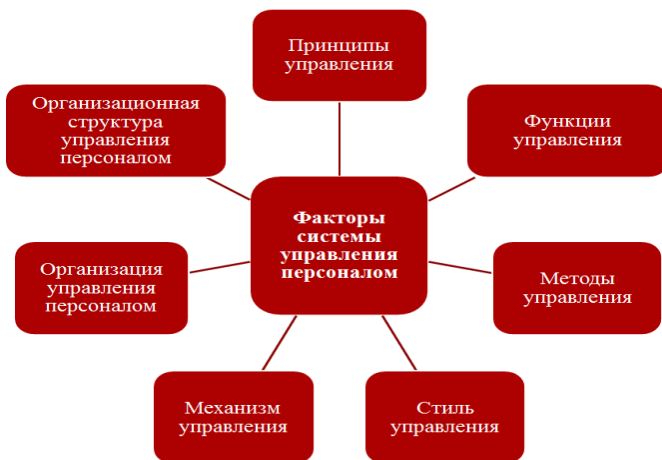 Принципы
управления
Организационная
структура
управления
персоналом
Функции
управления
Факторы
системы
управления
персоналом
Организация
управления
персоналом
Методы
управления
Механизм
управления
Стиль
управления